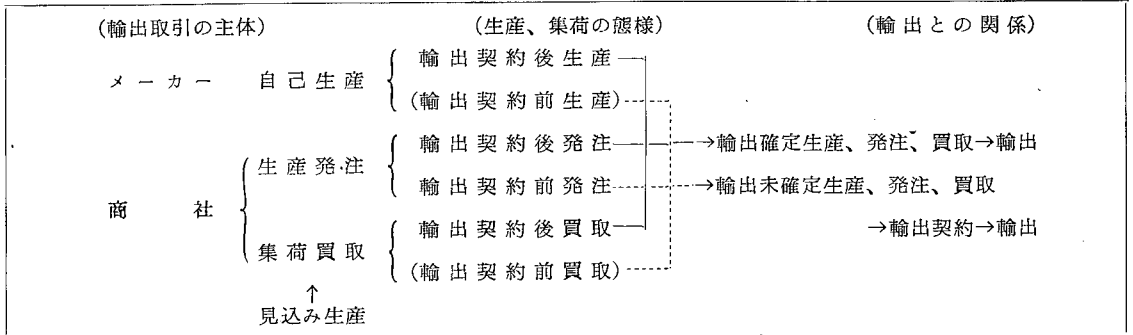 (輸出取引の主体) (生産、集荷の態様) (輸出との関係)
輸出契約後生産
メーカー 自己生産
(輸出契約前生産)
輸出契約後発注 →輸出確定生産、発注、買取→輸出
生産発注
輸出契約前発注 →輸出未確定生産、発注、買取
商社
輸出契約後買取 →輸出契約→輸出
集荷買取
(輸出契約前買取)
↑
見込み生産